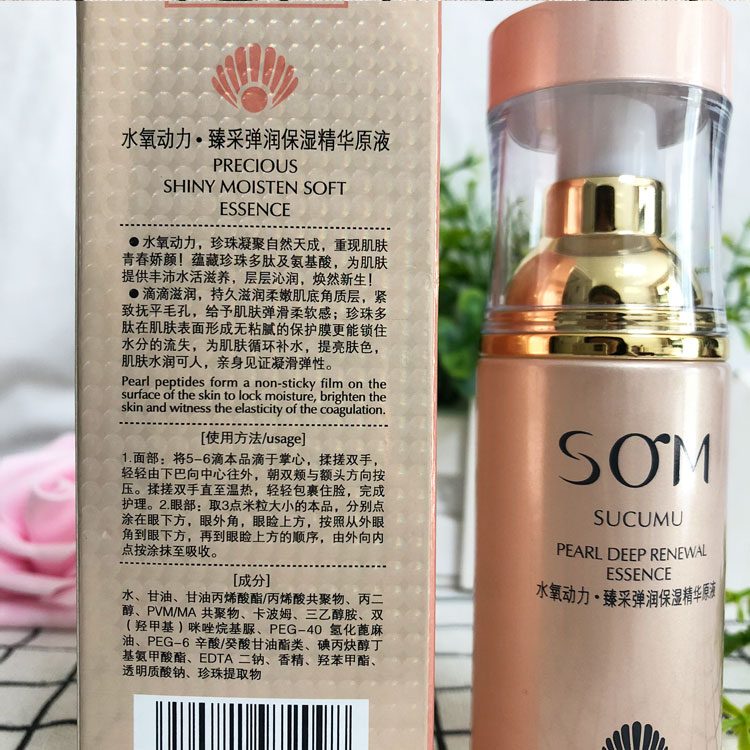 水氧动力·臻采弹润保湿精华原液
PRECIOUS
SHINY MOISTEN SOFT
ESSENCE
●水氧动力，珍珠凝聚自然天成，重现肌肤
青春娇颜！蕴藏珍珠多肽及氨基酸，为肌肤
提供丰沛水活滋养，层层沁润，焕然新生！
●滴滴滋润，持久滋润柔嫩肌底角质层，紧
致抚平毛孔，给予肌肤弹滑柔软感；珍珠多
肽在肌肤表面形成无粘腻的保护膜更能锁住
水分的流失，为肌肤循环补水，提亮肤色，
肌肤水润可人，亲身见证凝滑弹性。
Pearl peptides form a non-sticky film on the
surface of the skin to lock moisture, brighten the
skin and witness the elasticity of the coagulation.
[使用方法/usage]
1.面部：将5-6滴本品滴于掌心，揉搓双手，
轻轻由下巴向中心往外，朝双颊与额头方向按
压。揉搓双手直至温热，轻轻包裹住脸，完成
护理。2.眼部：取3点米粒大小的本品，分别点
涂在眼下方，眼外角，眼睑上方，按照从外眼
角到眼下方，再到眼睑上方的顺序，由外向内
点按涂抹至吸收。
[成分]
水、甘油、甘油丙烯酸酯/丙烯酸共聚物、丙二
醇、PVM/MA 共聚物、卡波姆、三乙醇胺、双
（羟甲基）咪唑烷基脲、PEG-40 氢化蓖麻
油、PEG-6 辛酸/癸酸甘油酯类、碘丙炔醇丁
基氨甲酸酯、EDTA 二钠、香精、羟苯甲酯、
透明质酸钠、珍珠提取物
SOM
SUCUMU
PEARL DEEP RENEWAL
ESSENCE
水氧动力·臻采弹润保湿精华原液